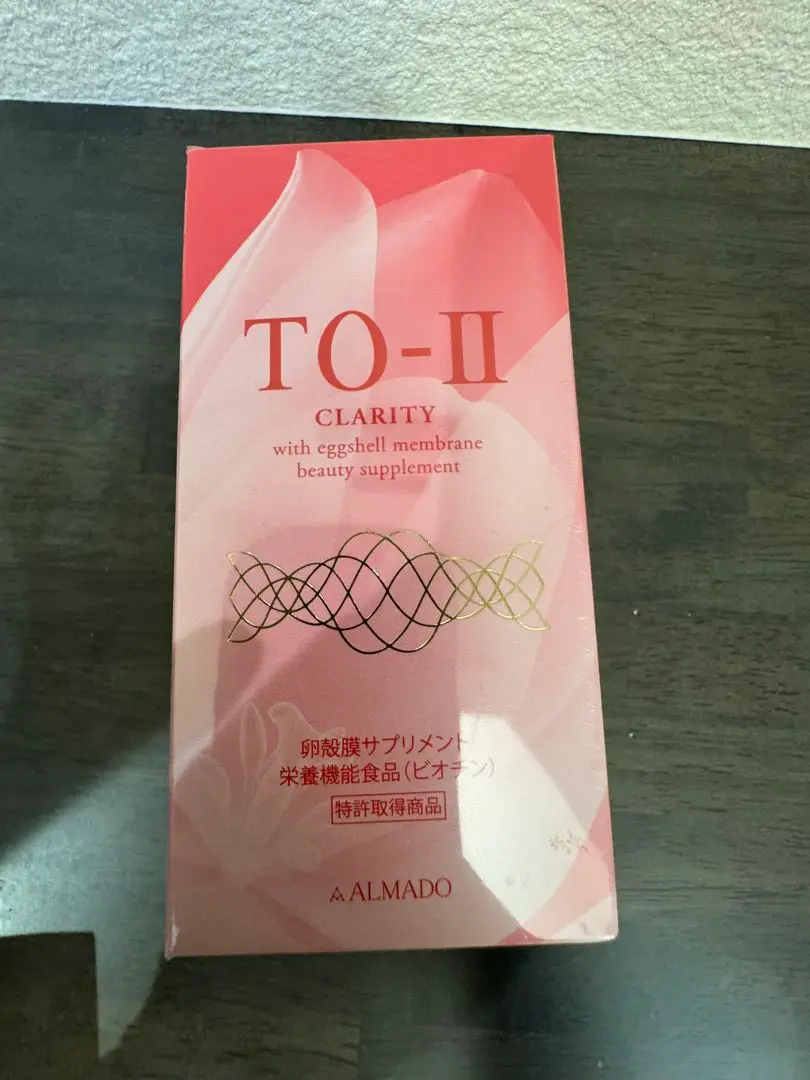 TO-II
CLARITY
with eggshell membrane
beauty supplement
卵殻膜サプリメント
栄養機能食品(ビオチン)
特許取得商品
ALMADO